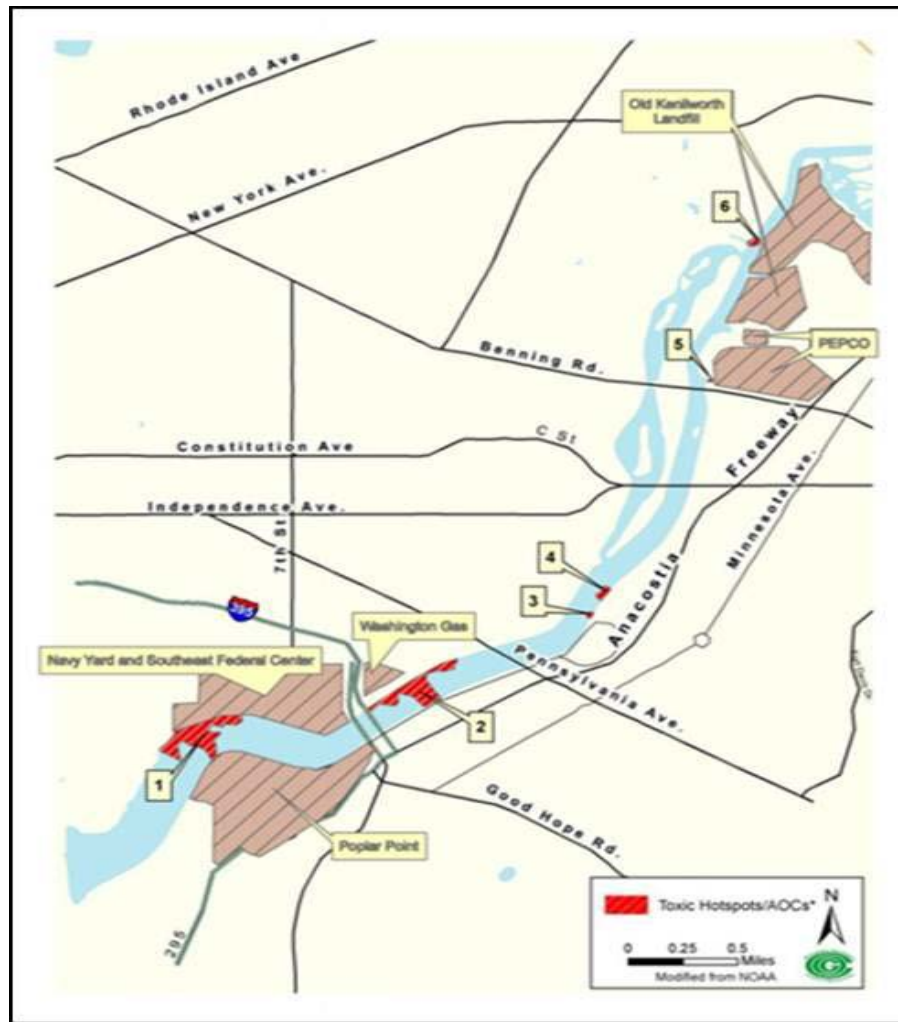 Rhode Island Ave
Old Kenilworth
Landfill
New York Ave.
6
PEPCO
5
Benning Rd.
C St
Constitution Ave
Freeway
Independence Ave.
Minnesota Ave.
7th St
4
3
Anacostia
395
Washington Gas
Navy Yard and Southeast Federal Center
Pennsylvania Ave.
2
1
Good Hope Rd.
Poplar Point
295
Toxic Hotspots/AOCs*
N
0 0.25 0.5
Miles
Modified from NOAA